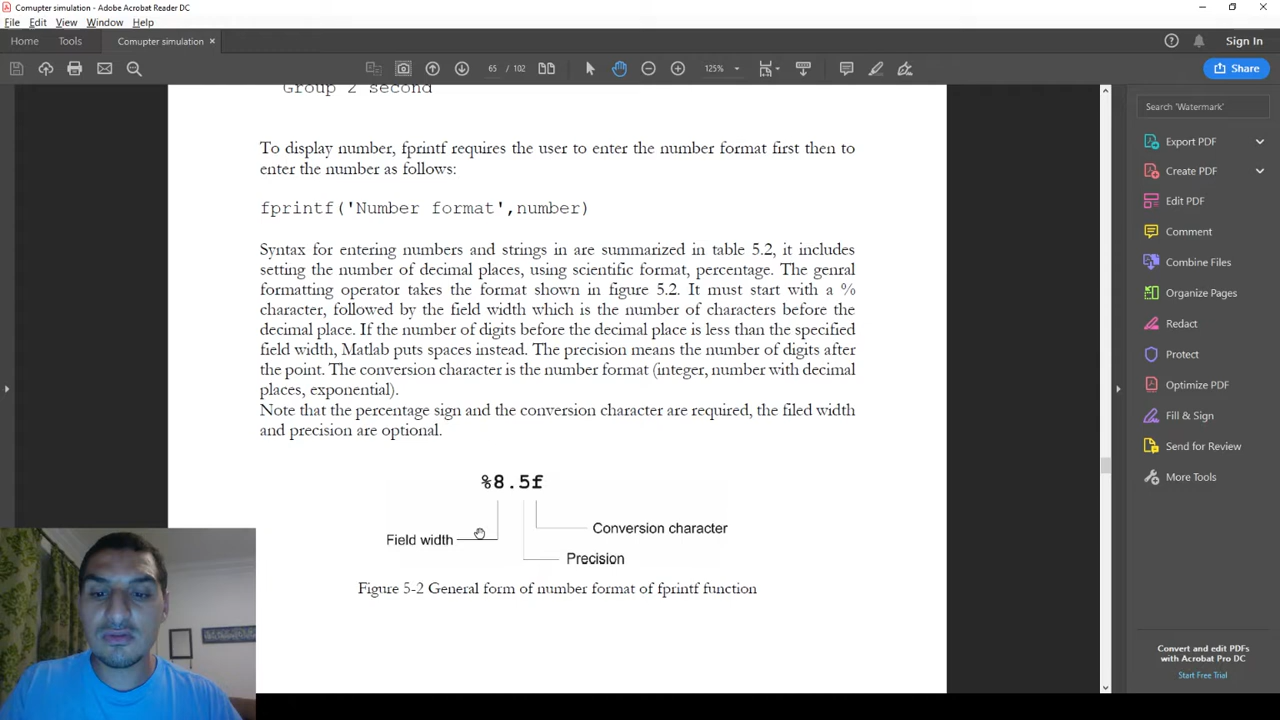 Comupter simulation - Adobe Acrobat Reader DC
File Edit View Window Help
Home Tools Comupter simulation × Sign In
65 / 102 125% Share
Group 2 second
To display number, fprintf requires the user to enter the number format first then to
enter the number as follows:
fprintf('Number format',number)
Syntax for entering numbers and strings in are summarized in table 5.2, it includes
setting the number of decimal places, using scientific format, percentage. The genral
formatting operator takes the format shown in figure 5.2. It must start with a %
character, followed by the field width which is the number of characters before the
decimal place. If the number of digits before the decimal place is less than the specified
field width, Matlab puts spaces instead. The precision means the number of digits after
the point. The conversion character is the number format (integer, number with decimal
places, exponential).
Note that the percentage sign and the conversion character are required, the filed width
and precision are optional.
%8.5f
Conversion character
Field width
Precision
Figure 5-2 General form of number format of fprintf function
Search 'Watermark'
Export PDF
Create PDF
Edit PDF
Comment
Combine Files
Organize Pages
Redact
Protect
Optimize PDF
Fill & Sign
Send for Review
More Tools
Convert and edit PDFs
with Acrobat Pro DC
Start Free Trial